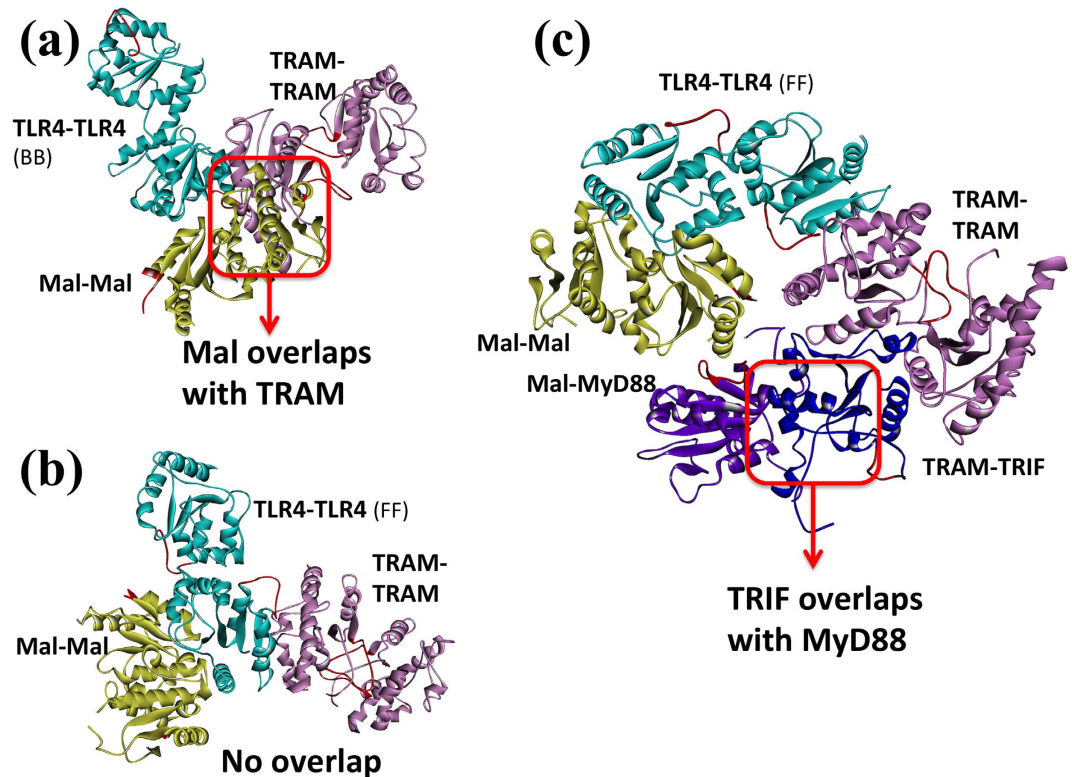 (a)
TRAM-
TRAM
TLR4-TLR4
(BB)
Mal-Mal
Mal overlaps
with TRAM
(b)
TLR4-TLR4 (FF)
TRAM-
TRAM
Mal-Mal
No overlap
(c)
TLR4-TLR4 (FF)
TRAM-
TRAM
Mal-Mal
Mal-MyD88
TRAM-TRIF
TRIF overlaps
with MyD88